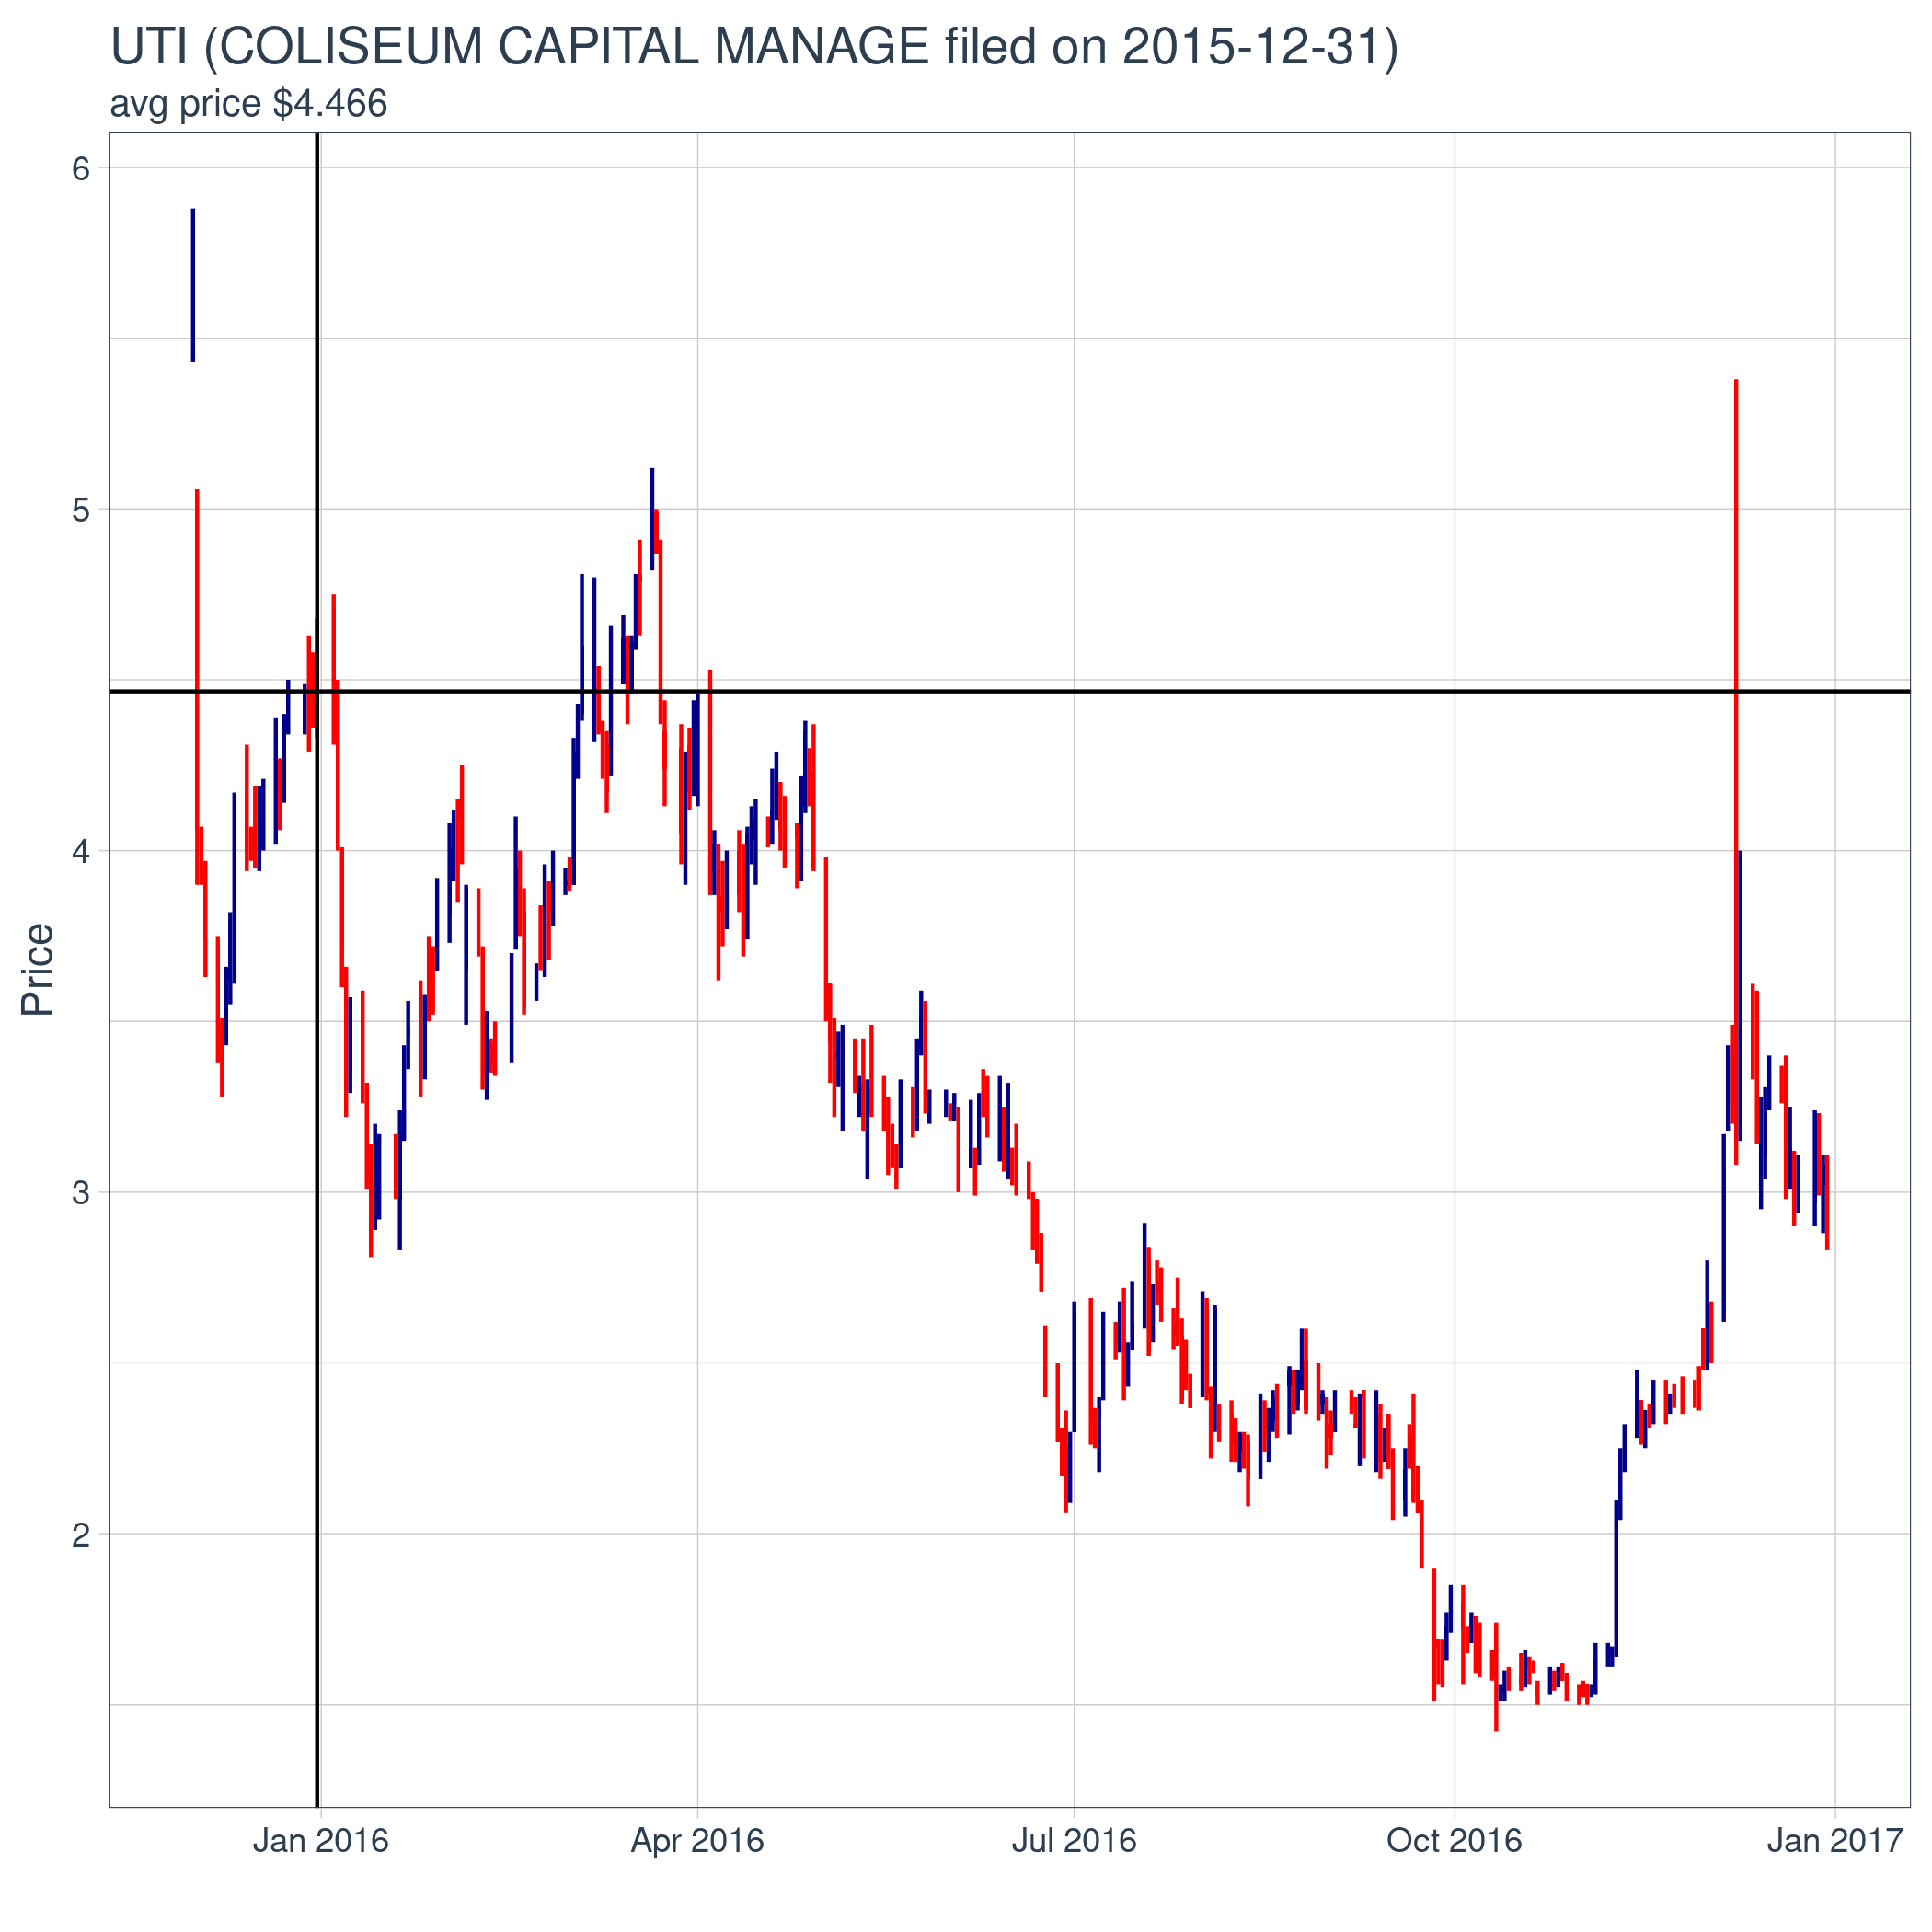 UTI (COLISEUM CAPITAL MANAGE filed on 2015-12-31)
avg price $4.466
6
5
4
3
2
Price
Jan 2016
Apr 2016
Jul 2016
Oct 2016
Jan 2017